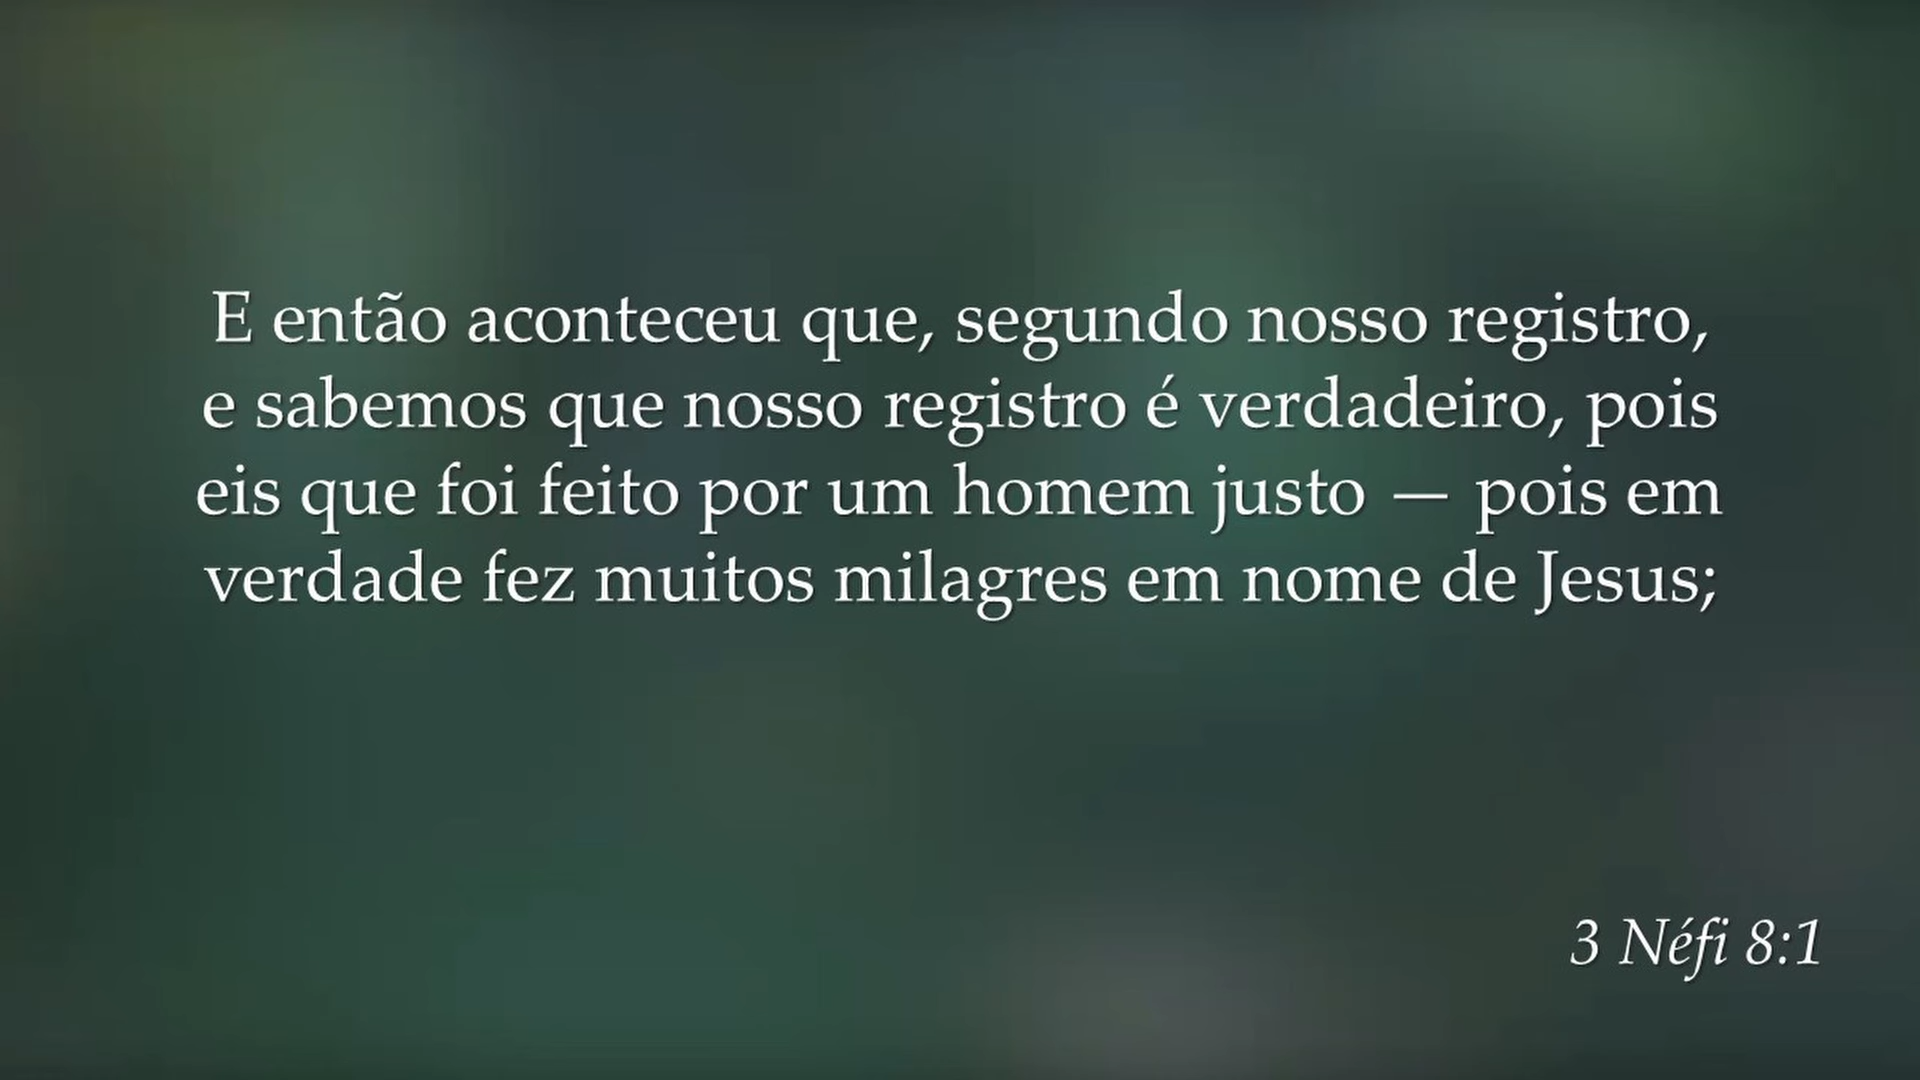 E então aconteceu que, segundo nosso registro,
e sabemos que nosso registro é verdadeiro, pois
eis que foi feito por um homem justo — pois em
verdade fez muitos milagres em nome de Jesus;
3 Néfi 8:1